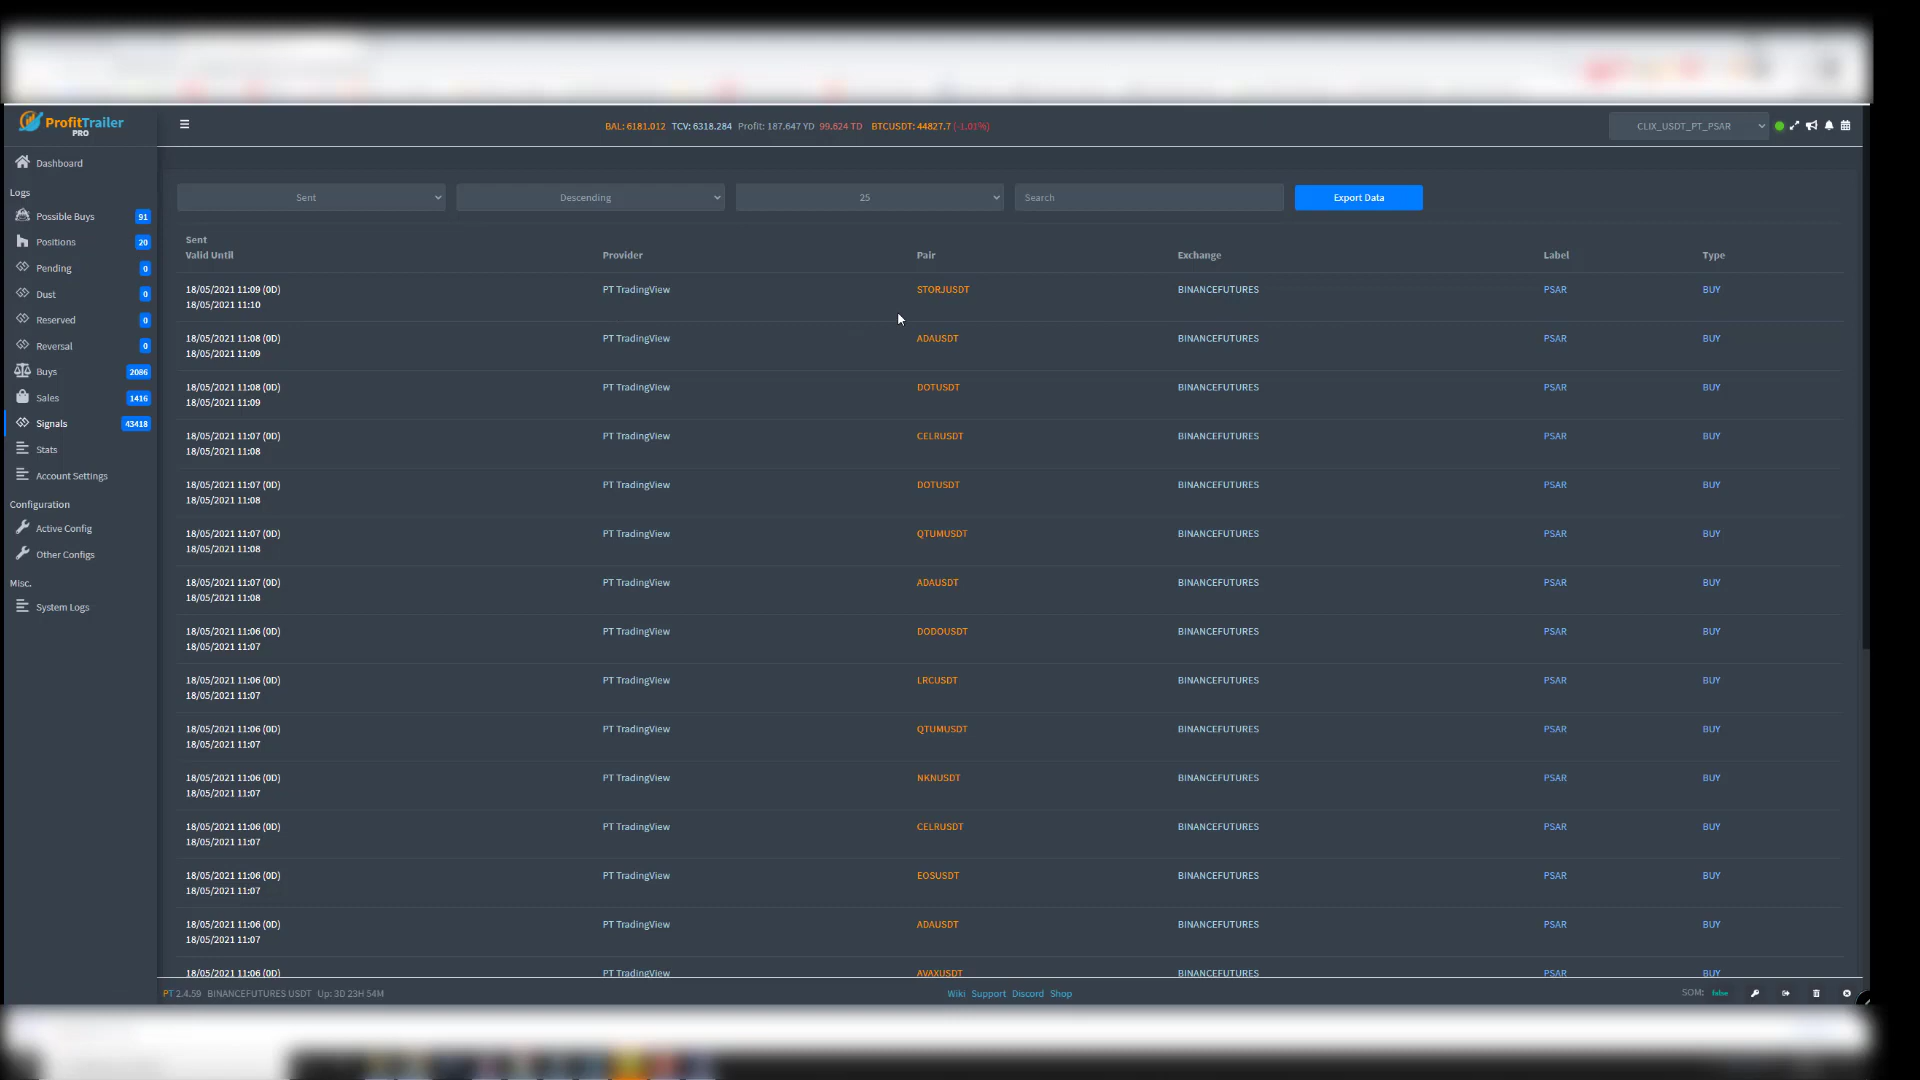 ProfitTrailer
PRO
BAL: 6181.012 TCV: 6318.284 Profit: 187.647 YD 99.624 TD BTCUSDT: 44827.7 (-1.01%)
CLIX_USDT_PT_PSAR
Dashboard
Logs
Possible Buys 91
Positions 20
Pending 0
Dust 0
Reserved 0
Reversal 0
Buys 2086
Sales 1416
Signals 43418
Stats
Account Settings
Configuration
Active Config
Other Configs
Misc.
System Logs
Sent Descending 25 Search Export Data
Sent
Valid Until Provider Pair Exchange Label Type
18/05/2021 11:09 (0D) PT TradingView STORJUSDT BINANCEFUTURES PSAR BUY
18/05/2021 11:10
18/05/2021 11:08 (0D) PT TradingView ADAUSDT BINANCEFUTURES PSAR BUY
18/05/2021 11:09
18/05/2021 11:08 (0D) PT TradingView DOTUSDT BINANCEFUTURES PSAR BUY
18/05/2021 11:09
18/05/2021 11:07 (0D) PT TradingView CELRUSDT BINANCEFUTURES PSAR BUY
18/05/2021 11:08
18/05/2021 11:07 (0D) PT TradingView DOTUSDT BINANCEFUTURES PSAR BUY
18/05/2021 11:08
18/05/2021 11:07 (0D) PT TradingView QTUMUSDT BINANCEFUTURES PSAR BUY
18/05/2021 11:08
18/05/2021 11:07 (0D) PT TradingView ADAUSDT BINANCEFUTURES PSAR BUY
18/05/2021 11:08
18/05/2021 11:06 (0D) PT TradingView DODOUSDT BINANCEFUTURES PSAR BUY
18/05/2021 11:07
18/05/2021 11:06 (0D) PT TradingView LRCUSDT BINANCEFUTURES PSAR BUY
18/05/2021 11:07
18/05/2021 11:06 (0D) PT TradingView QTUMUSDT BINANCEFUTURES PSAR BUY
18/05/2021 11:07
18/05/2021 11:06 (0D) PT TradingView NKNUSDT BINANCEFUTURES PSAR BUY
18/05/2021 11:07
18/05/2021 11:06 (0D) PT TradingView CELRUSDT BINANCEFUTURES PSAR BUY
18/05/2021 11:07
18/05/2021 11:06 (0D) PT TradingView EOSUSDT BINANCEFUTURES PSAR BUY
18/05/2021 11:07
18/05/2021 11:06 (0D) PT TradingView ADAUSDT BINANCEFUTURES PSAR BUY
18/05/2021 11:07
18/05/2021 11:06 (0D) PT TradingView AVAXUSDT BINANCEFUTURES PSAR BUY
PT 2.4.59 BINANCEFUTURES USDT Up: 3D 23H 54M Wiki Support Discord Shop SOM: false